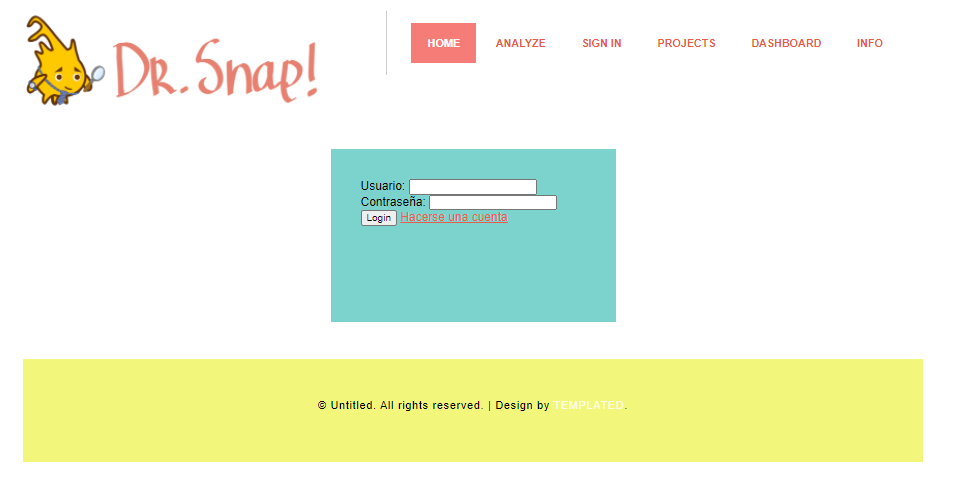 Dr. Snap!
HOME ANALYZE SIGN IN PROJECTS DASHBOARD INFO
Usuario:
Contraseña:
Login Hacerse una cuenta
© Untitled. All rights reserved. | Design by TEMPLATED.